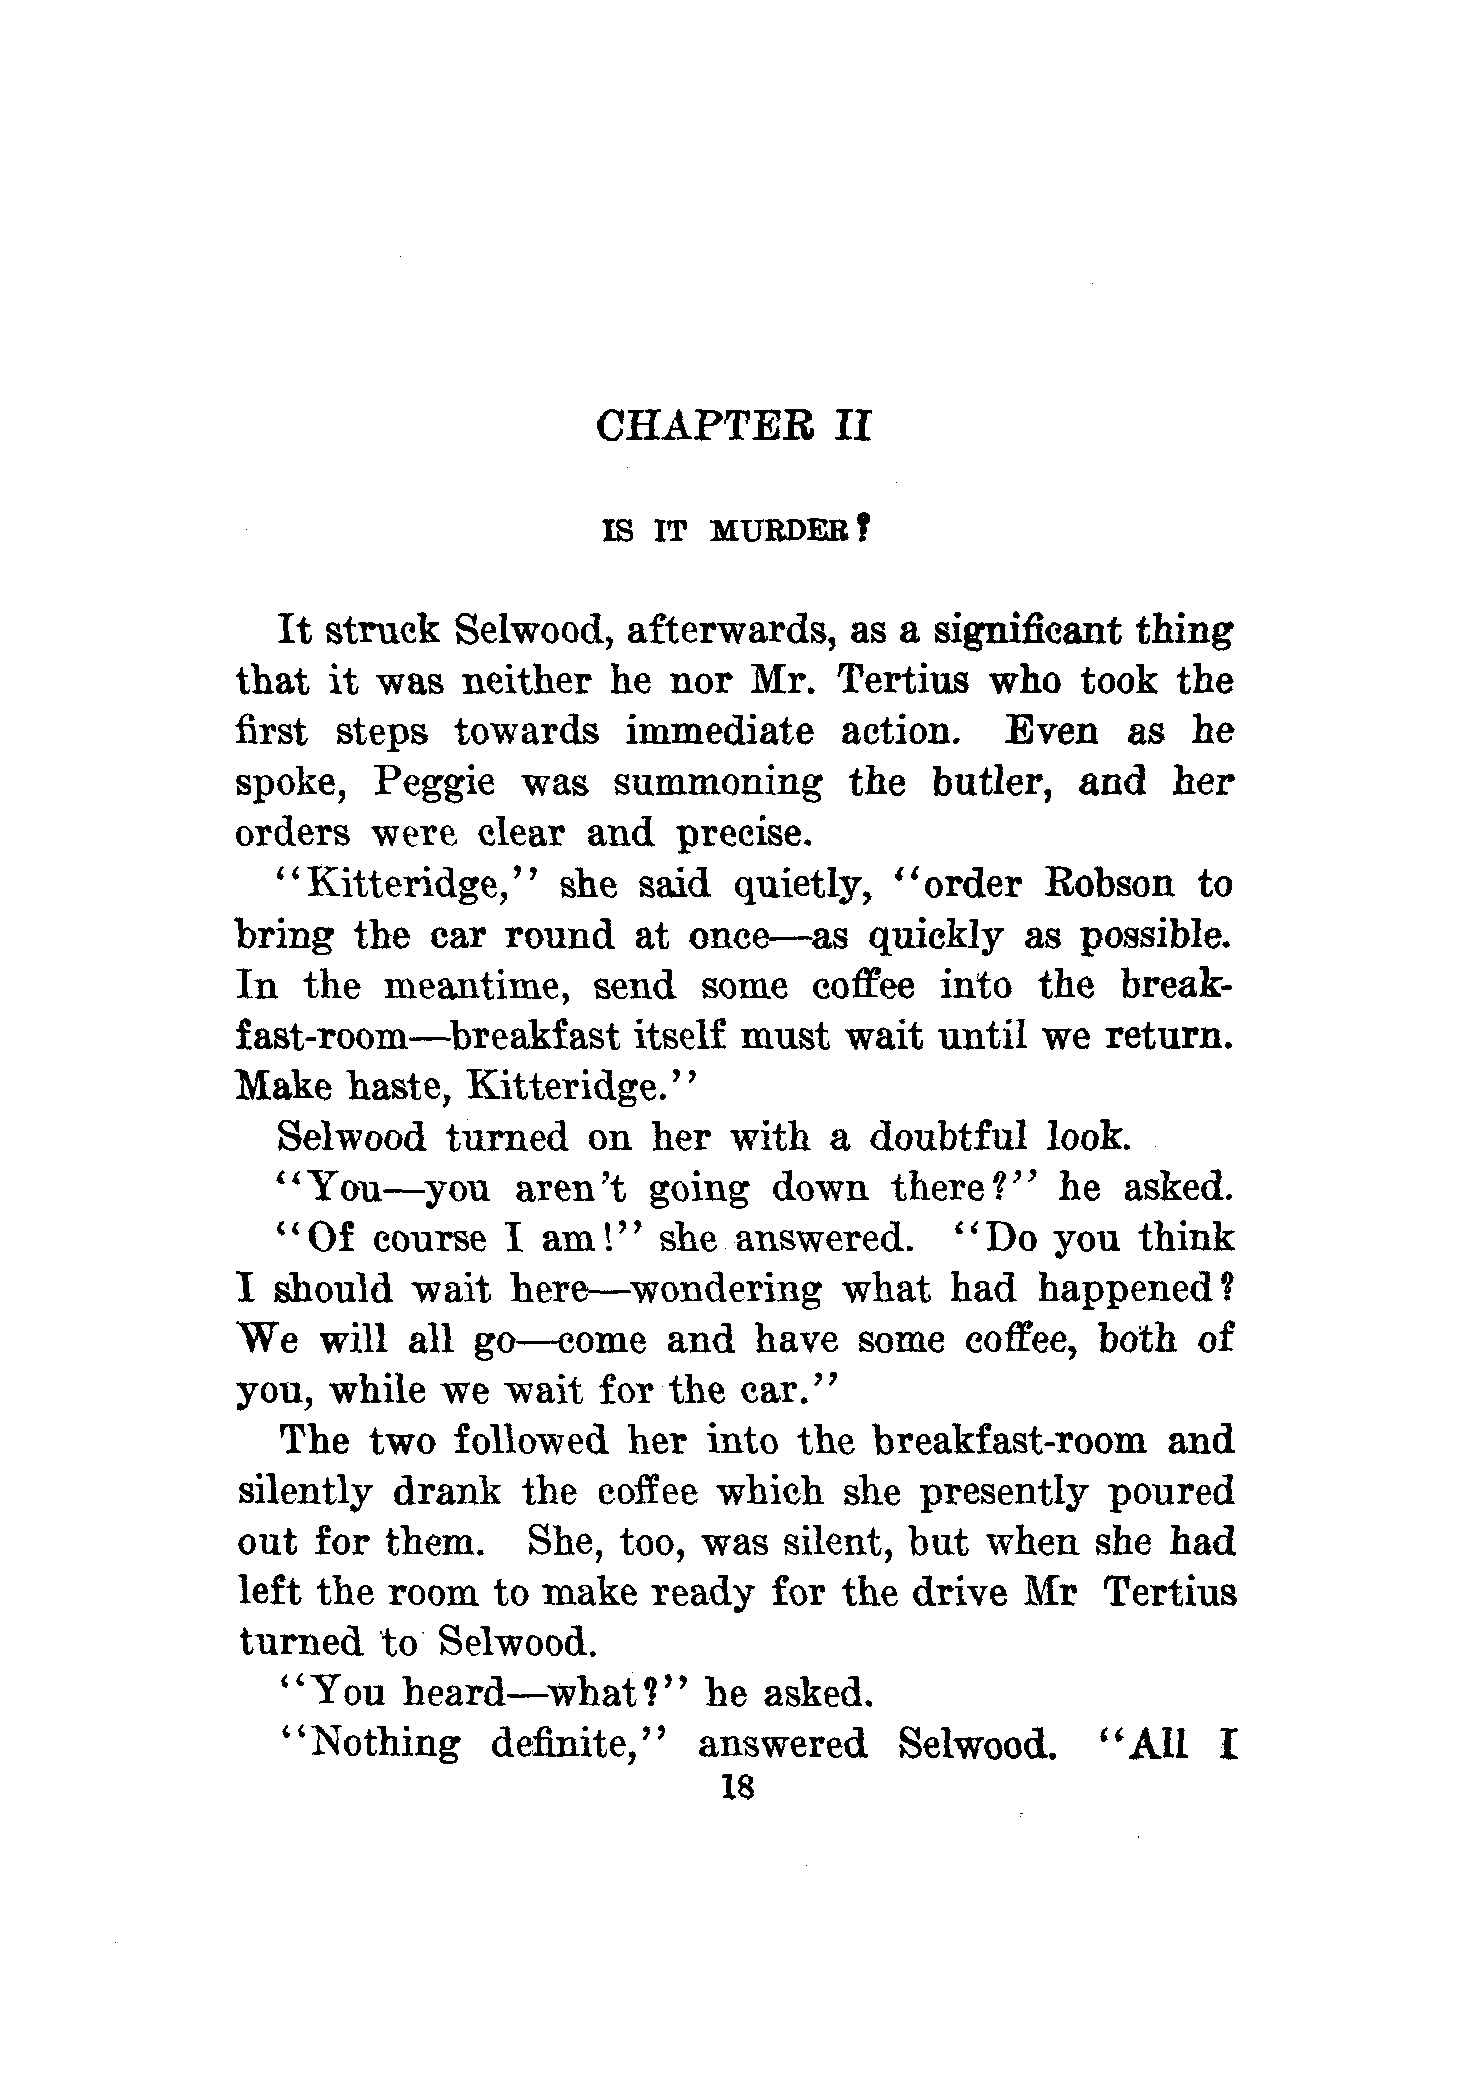 CHAPTER II
IS IT MURDER?
It struck Selwood, afterwards, as a significant thing
that it was neither he nor Mr. Tertius who took the
first steps towards immediate action. Even as he
spoke, Peggie was summoning the butler, and her
orders were clear and precise.
"Kitteridge," she said quietly, "order Robson to
bring the car round at once—as quickly as possible.
In the meantime, send some coffee into the break-
fast-room—breakfast itself must wait until we return.
Make haste, Kitteridge."
Selwood turned on her with a doubtful look.
"You—you aren't going down there?" he asked.
"Of course I am!" she answered. "Do you think
I should wait here—wondering what had happened?
We will all go—come and have some coffee, both of
you, while we wait for the car."
The two followed her into the breakfast-room and
silently drank the coffee which she presently poured
out for them. She, too, was silent, but when she had
left the room to make ready for the drive Mr Tertius
turned to Selwood.
"You heard—what?" he asked.
"Nothing definite," answered Selwood. "All I
18